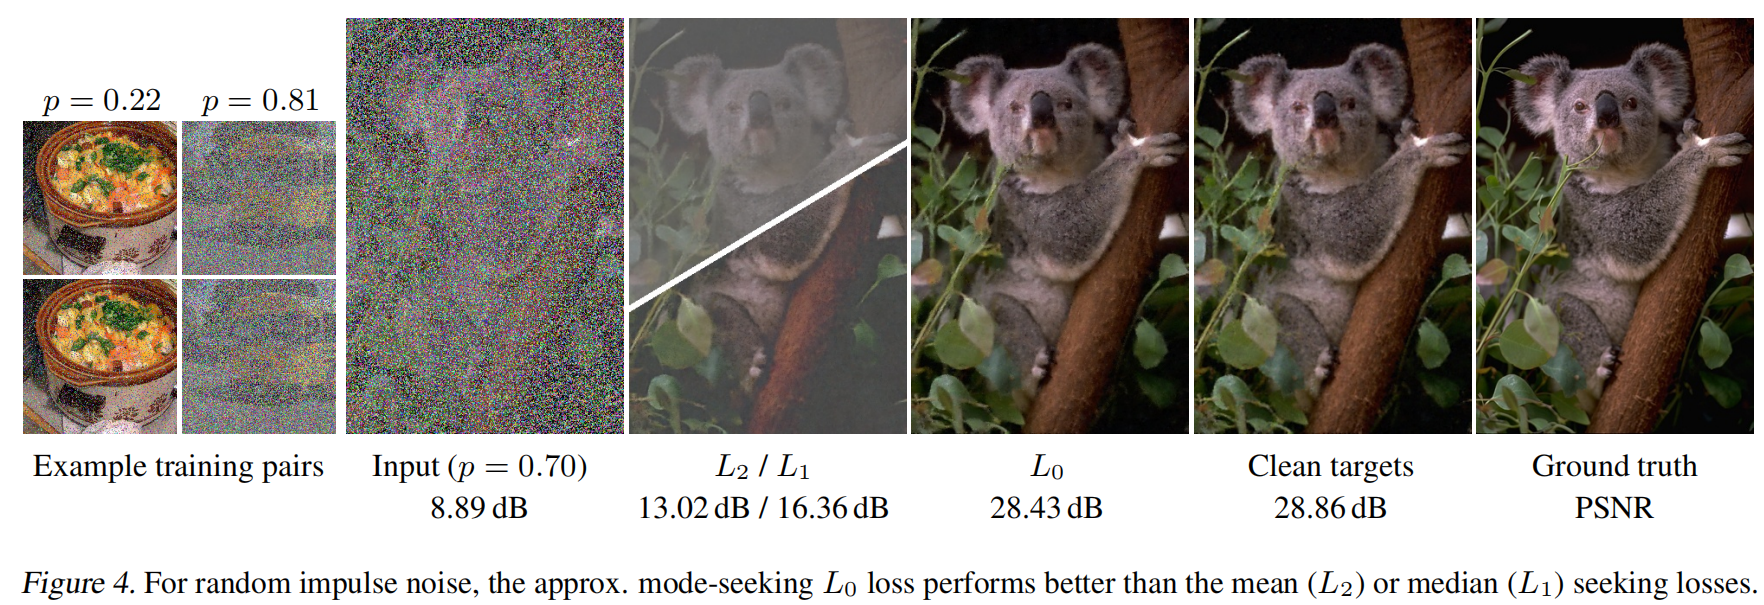 p = 0.22
p = 0.81
Example training pairs
Input (p = 0.70)
8.89 dB
L₂ / L₁
13.02 dB / 16.36 dB
L₀
28.43 dB
Clean targets
28.86 dB
Ground truth
PSNR
Figure 4. For random impulse noise, the approx. mode-seeking L₀ loss performs better than the mean (L₂) or median (L₁) seeking losses.